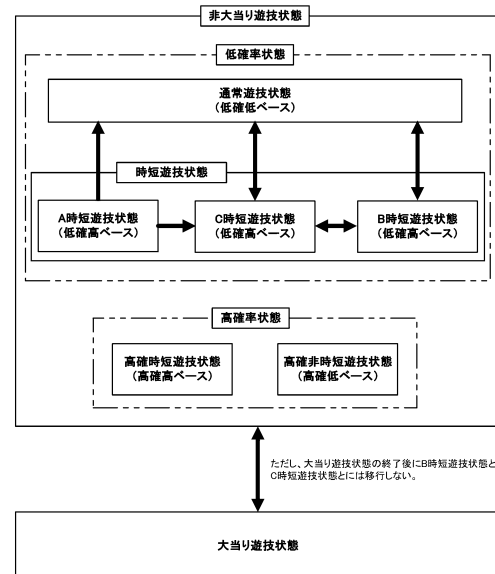 非大当り遊技状態
低確率状態
通常遊技状態
(低確低ベース)
時短遊技状態
A時短遊技状態
(低確高ベース)
C時短遊技状態
(低確高ベース)
B時短遊技状態
(低確高ベース)
高確率状態
高確時短遊技状態
(高確高ベース)
高確非時短遊技状態
(高確低ベース)
ただし、大当り遊技状態の終了後にB時短遊技状態と
C時短遊技状態とには移行しない。
大当り遊技状態